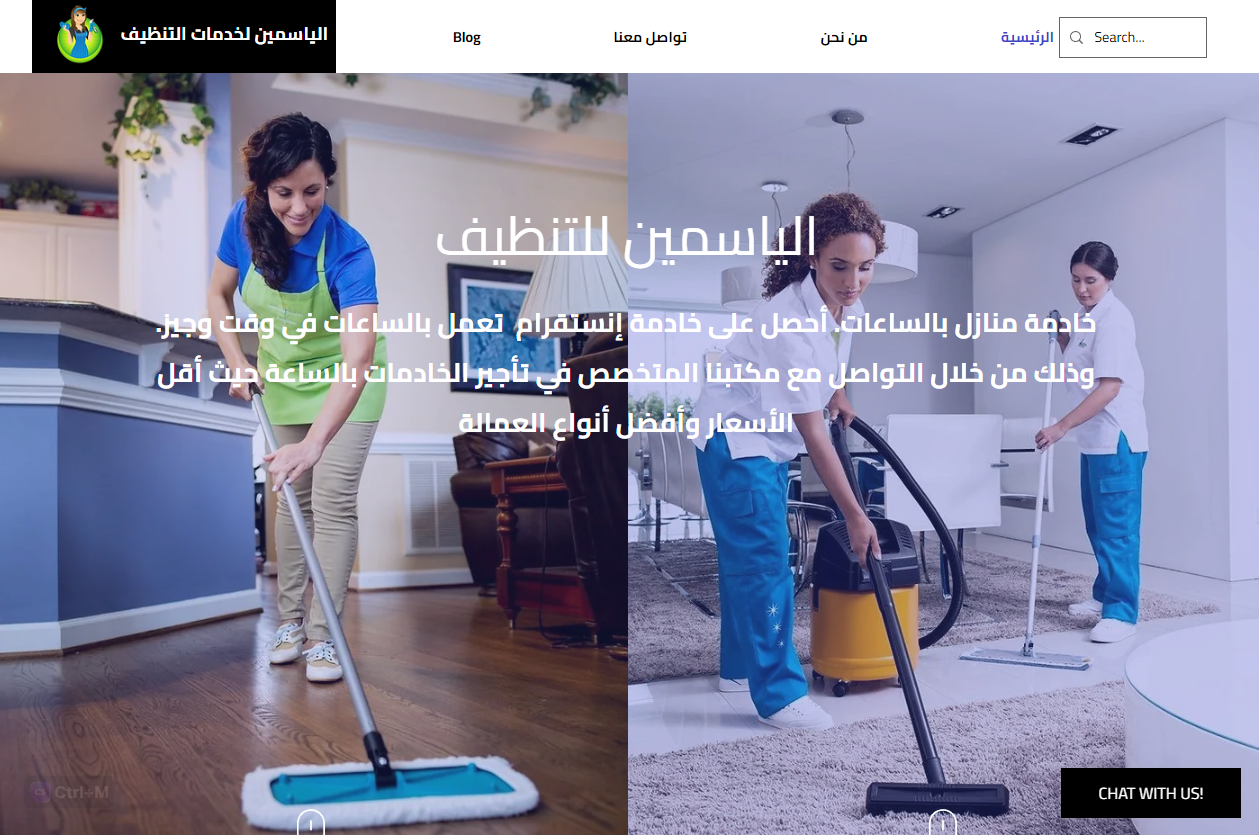 الياسمين لخدمات التنظيف
Blog
تواصل معنا
من نحن
الرئيسية
Search...
الياسمين للتنظيف
خادمة منازل بالساعات. أحصل على خادمة إنستقرام تعمل بالساعات في وقت وجيز.
وذلك من خلال التواصل مع مكتبنا المتخصص في تأجير الخادمات بالساعة حيث أقل
الأسعار وأفضل أنواع العمالة
Ctrl+M
CHAT WITH US!